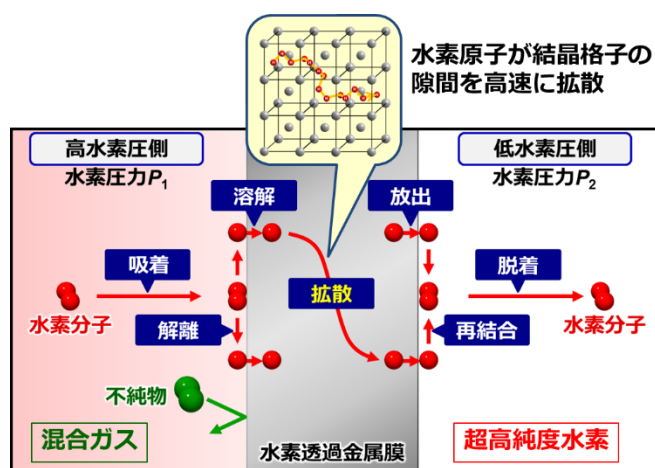 水素原子が結晶格子の
隙間を高速に拡散
高水素圧側
水素圧力P₁
低水素圧側
水素圧力P₂
溶解
放出
吸着
拡散
脱着
水素分子
解離
再結合
水素分子
不純物
混合ガス
水素透過金属膜
超高純度水素